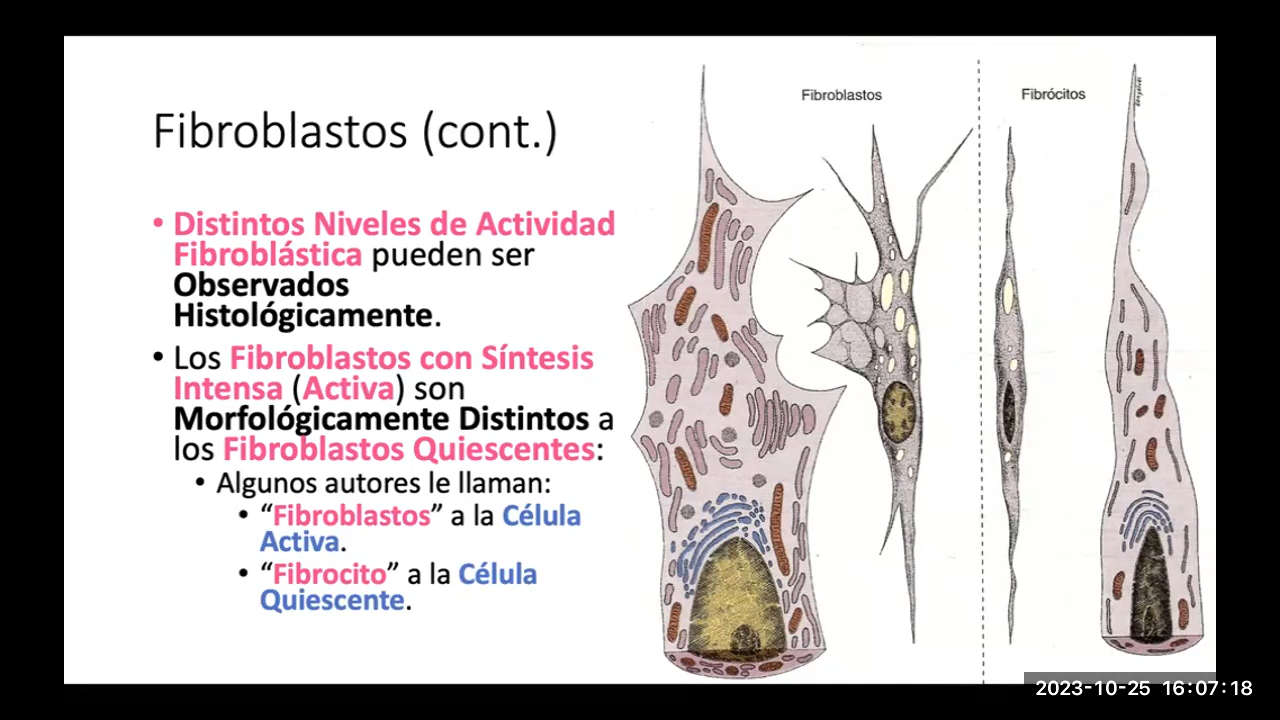 Fibroblastos (cont.)
• Distintos Niveles de Actividad
Fibroblástica pueden ser
Observados
Histológicamente.
• Los Fibroblastos con Síntesis
Intensa (Activa) son
Morfológicamente Distintos a
los Fibroblastos Quiescentes:
• Algunos autores le llaman:
• “Fibroblastos” a la Célula
Activa.
• “Fibrocito” a la Célula
Quiescente.
Fibroblastos
Fibrócitos
2023-10-25 16:07:18